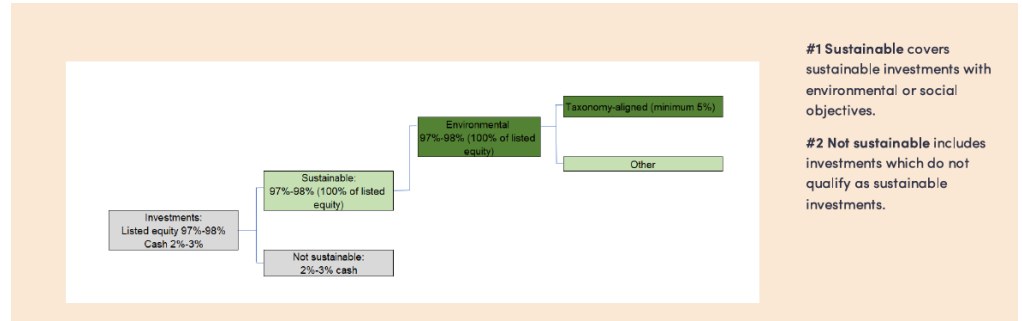 #1 Sustainable covers
sustainable investments with
environmental or social
objectives.
#2 Not sustainable includes
investments which do not
qualify as sustainable
investments.
Investments:
Listed equity 97%-98%
Cash 2%-3%
Sustainable:
97%-98% (100% of listed
equity)
Not sustainable:
2%-3% cash
Environmental
97%-98% (100% of listed
equity)
Taxonomy-aligned (minimum 5%)
Other